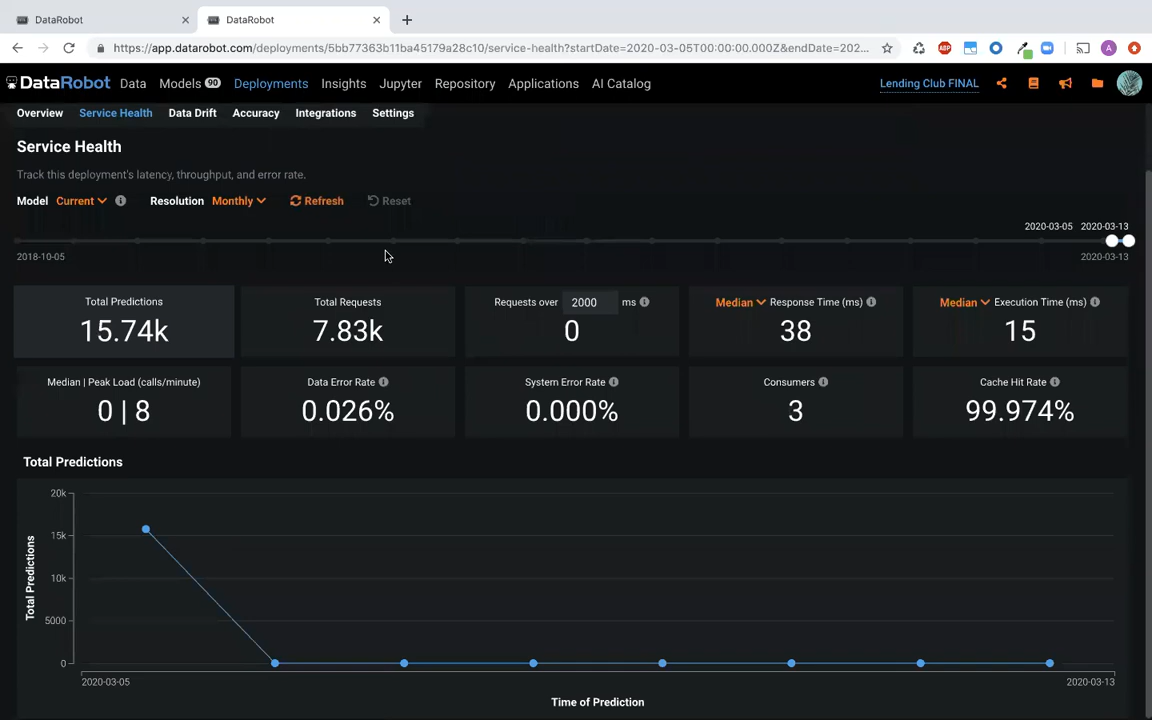 DataRobot
DataRobot
https://app.datarobot.com/deployments/5bb77363b11ba45179a28c10/service-health?startDate=2020-03-05T00:00:00.000Z&endDate=202...
ABP
A
DataRobot Data Models 90 Deployments Insights Jupyter Repository Applications AI Catalog Lending Club FINAL
Overview Service Health Data Drift Accuracy Integrations Settings
Service Health
Track this deployment's latency, throughput, and error rate.
Model Current Resolution Monthly Refresh Reset
2020-03-05 2020-03-13
2018-10-05 2020-03-13
Total Predictions
15.74k
Total Requests
7.83k
Requests over 2000 ms
0
Median Response Time (ms)
38
Median Execution Time (ms)
15
Median | Peak Load (calls/minute)
0 | 8
Data Error Rate
0.026%
System Error Rate
0.000%
Consumers
3
Cache Hit Rate
99.974%
Total Predictions
20k
15k
10k
5000
0
Total Predictions
2020-03-05 2020-03-13
Time of Prediction